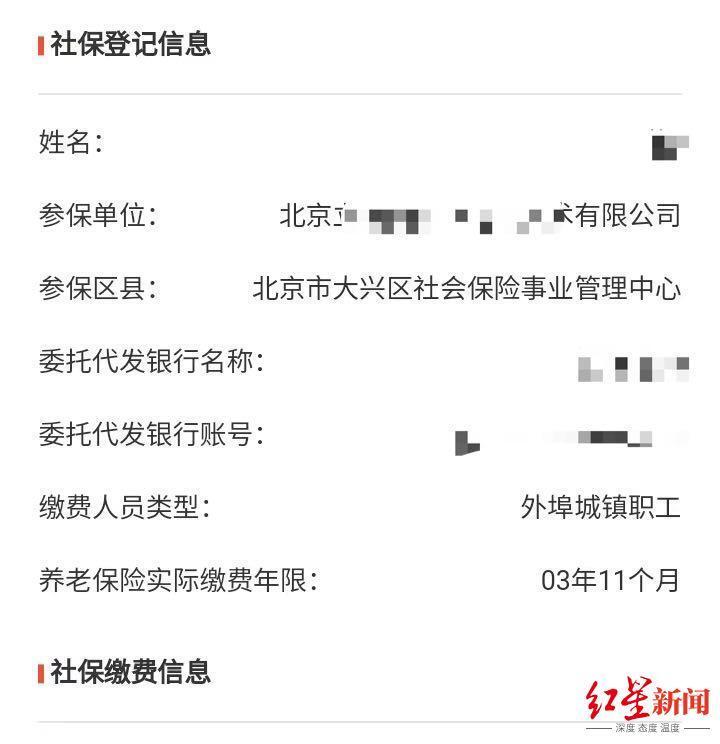 社保登记信息
姓名：
参保单位： 北京 有限公司
参保区县： 北京市大兴区社会保险事业管理中心
委托代发银行名称：
委托代发银行账号：
缴费人员类型： 外埠城镇职工
养老保险实际缴费年限： 03年11个月
社保缴费信息
红星新闻
深度 态度 温度